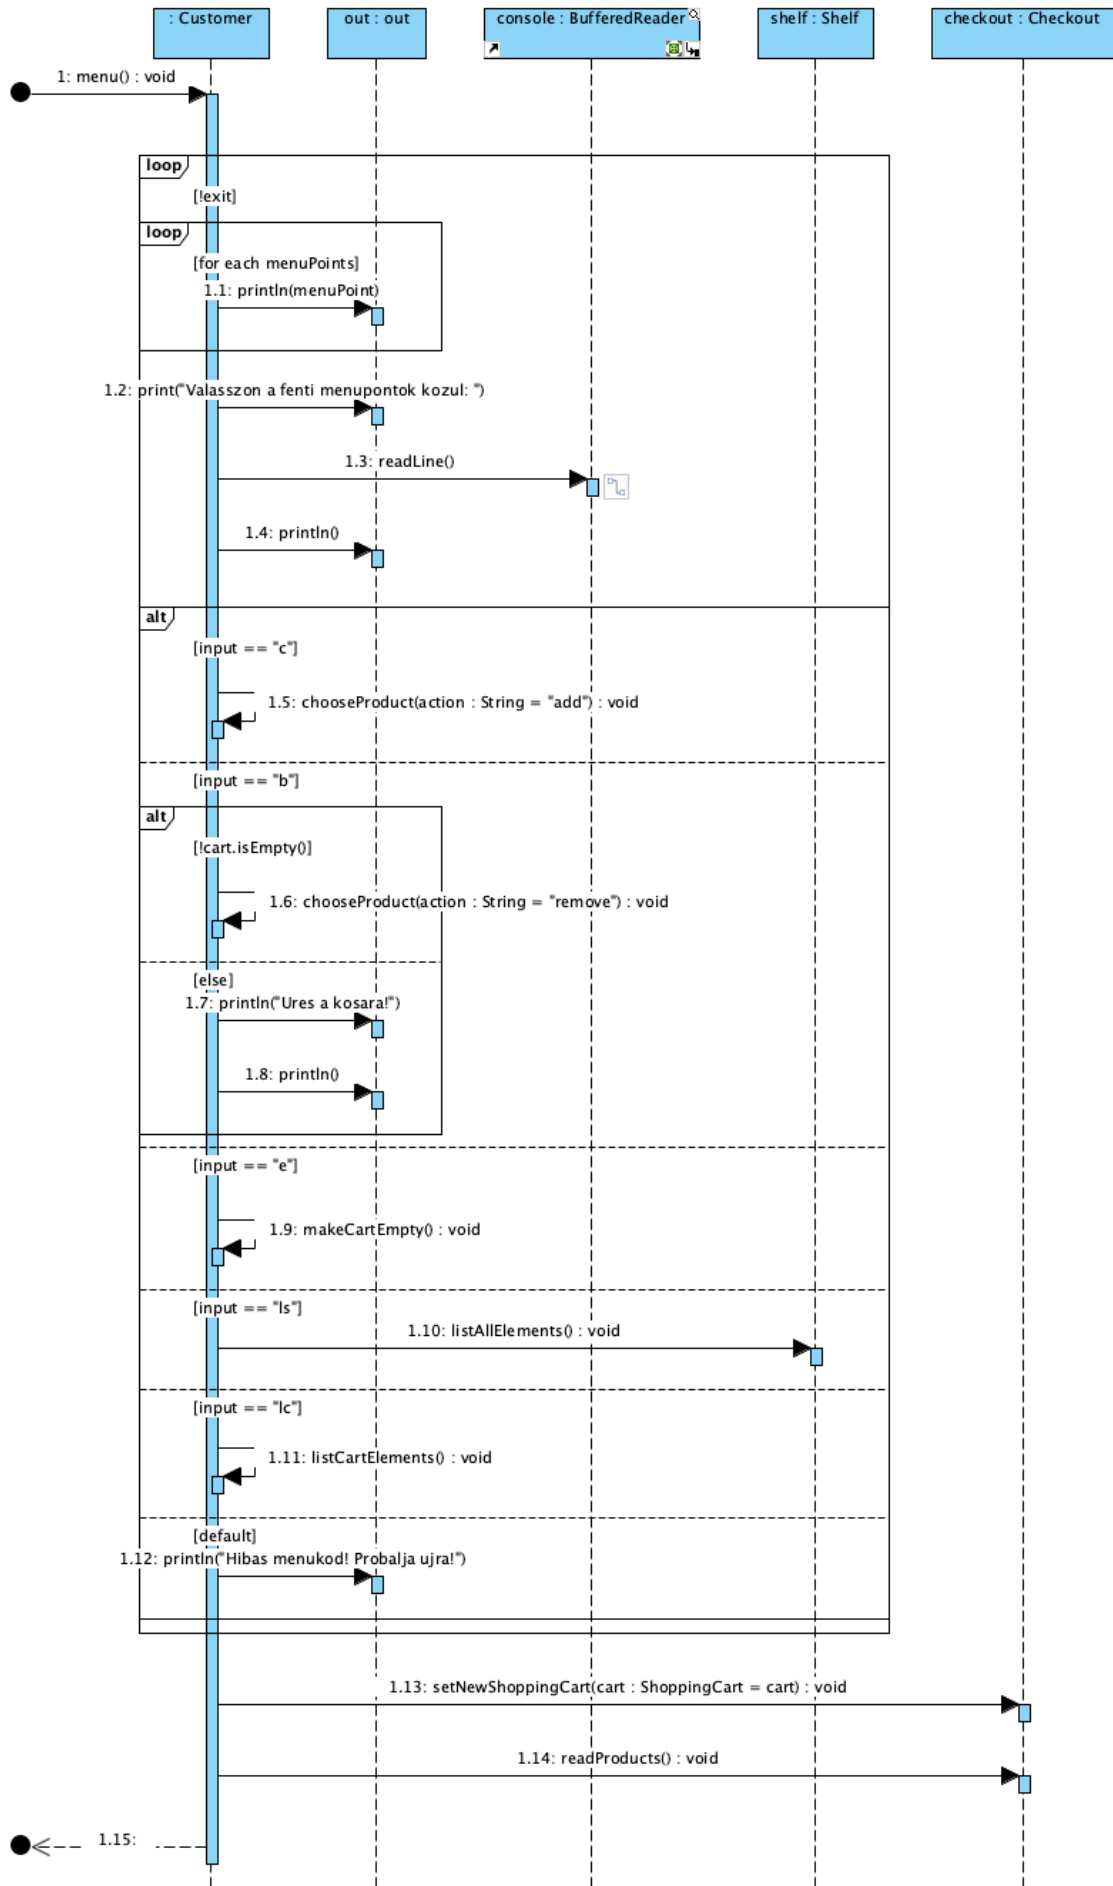 : Customer
out : out
console : BufferedReader
shelf : Shelf
checkout : Checkout
1: menu() : void
loop
[!exit]
loop
[for each menuPoints]
1.1: println(menuPoint)
1.2: print("Valasszon a fenti menupontok kozul: ")
1.3: readLine()
1.4: println()
alt
[input == "c"]
1.5: chooseProduct(action : String = "add") : void
[input == "b"]
alt
[!cart.isEmpty()]
1.6: chooseProduct(action : String = "remove") : void
[else]
1.7: println("Ures a kosara!")
1.8: println()
[input == "e"]
1.9: makeCartEmpty() : void
[input == "ls"]
1.10: listAllElements() : void
[input == "lc"]
1.11: listCartElements() : void
[default]
1.12: println("Hibas menukod! Probalja ujra!")
1.13: setNewShoppingCart(cart : ShoppingCart = cart) : void
1.14: readProducts() : void
1.15: